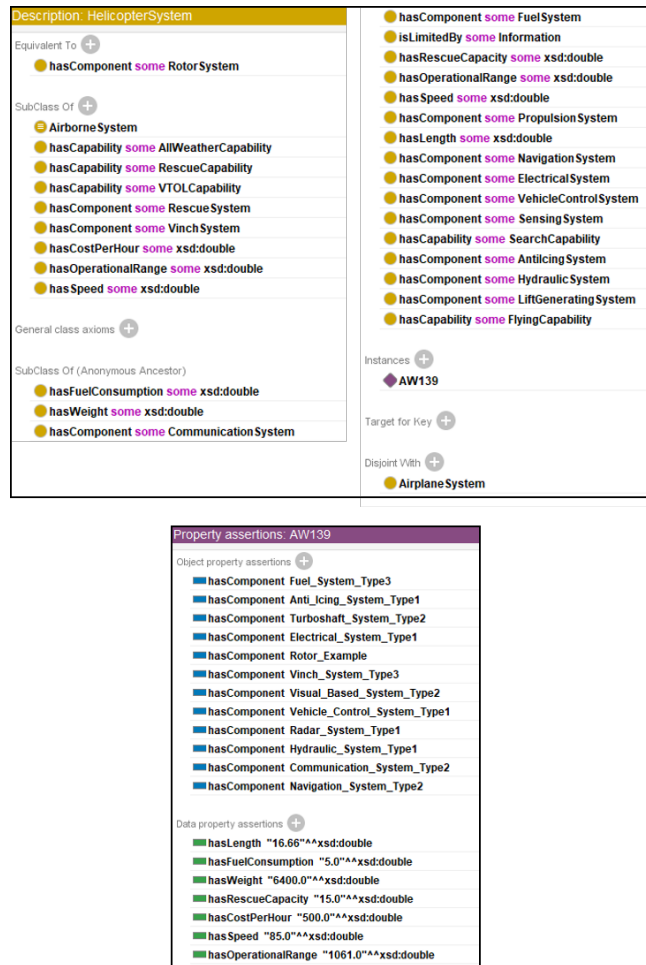 Description: HelicopterSystem
Equivalent To
hasComponent some RotorSystem
SubClass Of
AirborneSystem
hasCapability some AllWeatherCapability
hasCapability some RescueCapability
hasCapability some VTOLCapability
hasComponent some RescueSystem
hasComponent some VinchSystem
hasCostPerHour some xsd:double
hasOperationalRange some xsd:double
hasSpeed some xsd:double
General class axioms
SubClass Of (Anonymous Ancestor)
hasFuelConsumption some xsd:double
hasWeight some xsd:double
hasComponent some CommunicationSystem
hasComponent some FuelSystem
isLimitedBy some Information
hasRescueCapacity some xsd:double
hasOperationalRange some xsd:double
hasSpeed some xsd:double
hasComponent some PropulsionSystem
hasLength some xsd:double
hasComponent some NavigationSystem
hasComponent some ElectricalSystem
hasComponent some VehicleControlSystem
hasComponent some SensingSystem
hasCapability some SearchCapability
hasComponent some AntiIcingSystem
hasComponent some HydraulicSystem
hasComponent some LiftGeneratingSystem
hasCapability some FlyingCapability
Instances
AW139
Target for Key
Disjoint With
AirplaneSystem
Property assertions: AW139
Object property assertions
hasComponent Fuel_System_Type3
hasComponent Anti_Icing_System_Type1
hasComponent Turboshaft_System_Type2
hasComponent Electrical_System_Type1
hasComponent Rotor_Example
hasComponent Vinch_System_Type3
hasComponent Visual_Based_System_Type2
hasComponent Vehicle_Control_System_Type1
hasComponent Radar_System_Type1
hasComponent Hydraulic_System_Type1
hasComponent Communication_System_Type2
hasComponent Navigation_System_Type2
Data property assertions
hasLength "16.66"^^xsd:double
hasFuelConsumption "5.0"^^xsd:double
hasWeight "6400.0"^^xsd:double
hasRescueCapacity "15.0"^^xsd:double
hasCostPerHour "500.0"^^xsd:double
hasSpeed "85.0"^^xsd:double
hasOperationalRange "1061.0"^^xsd:double